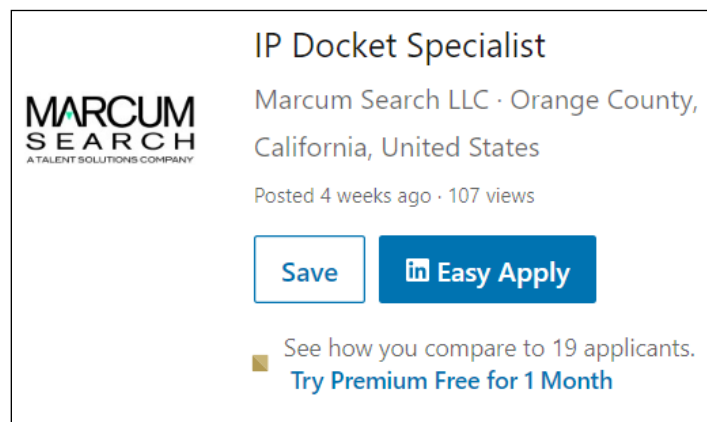 IP Docket Specialist
MARCUM
SEARCH
A TALENT SOLUTIONS COMPANY
Marcum Search LLC · Orange County,
California, United States
Posted 4 weeks ago · 107 views
Save
in Easy Apply
See how you compare to 19 applicants.
Try Premium Free for 1 Month